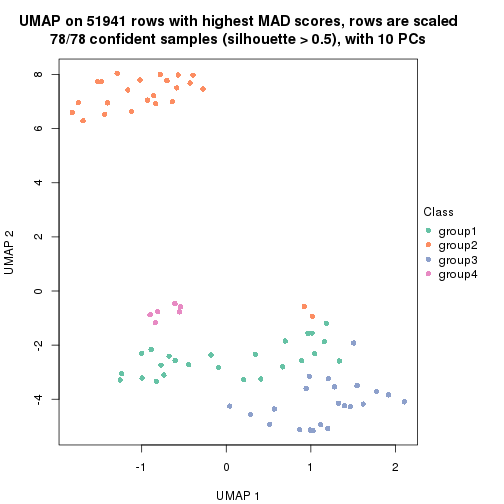 UMAP on 51941 rows with highest MAD scores, rows are scaled
78/78 confident samples (silhouette > 0.5), with 10 PCs
8
6
4
2
0
-2
-4
UMAP 2
-1
0
1
2
UMAP 1
Class
group1
group2
group3
group4